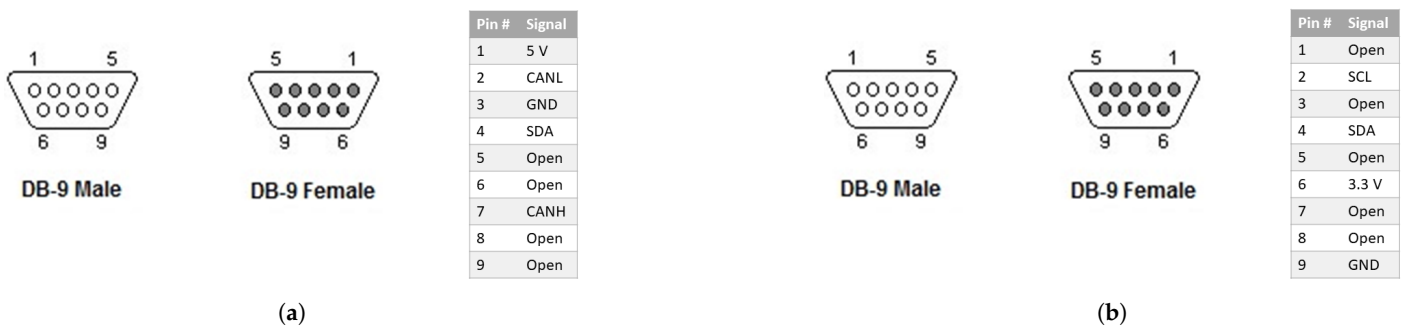 1 5
6 9
DB-9 Male
5 1
9 6
DB-9 Female
Pin # Signal
1 5 V
2 CANL
3 GND
4 SDA
5 Open
6 Open
7 CANH
8 Open
9 Open
(a)
1 5
6 9
DB-9 Male
5 1
9 6
DB-9 Female
Pin # Signal
1 Open
2 SCL
3 Open
4 SDA
5 Open
6 3.3 V
7 Open
8 Open
9 GND
(b)